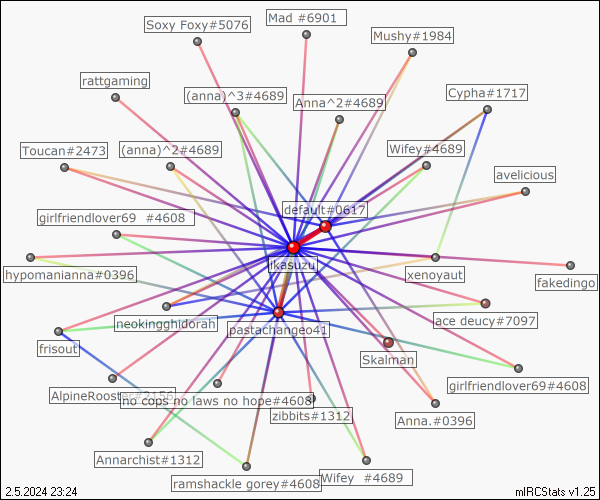 Mad #6901
Soxy Foxy#5076
Mushy#1984
rattgaming
(anna)^3#4689
Anna^2#4689
Cypha#1717
Toucan#2473
(anna)^2#4689
Wifey#4689
avelicious
girlfriendlover69 #4608
default#0617
hypomanianna#0396
ikasuzu
xenoyaut
fakedingo
neokingghidorah
pastachangeo41
ace deucy#7097
frisout
Skalman
AlpineRooster#2156
no cops no laws no hope#4608
girlfriendlover69#4608
zibbits#1312
Anna.#0396
Annarchist#1312
ramshackle gorey#4608
Wifey #4689
2.5.2024 23:24
mIRCStats v1.25